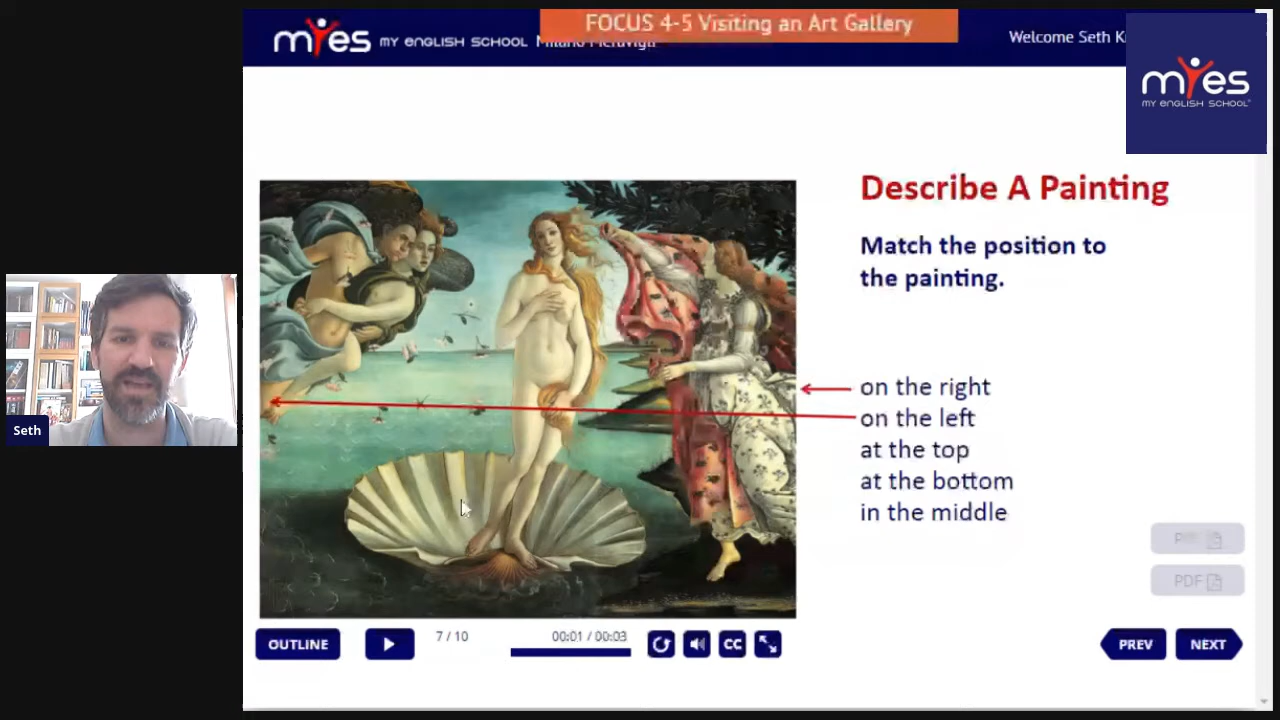 FOCUS 4-5 Visiting an Art Gallery
myes MY ENGLISH SCHOOL
Welcome Seth
myes
MY ENGLISH SCHOOL
Describe A Painting
Match the position to
the painting.
on the right
on the left
at the top
at the bottom
in the middle
Seth
PDF
OUTLINE
7 / 10
00:01 / 00:03
CC
PREV
NEXT